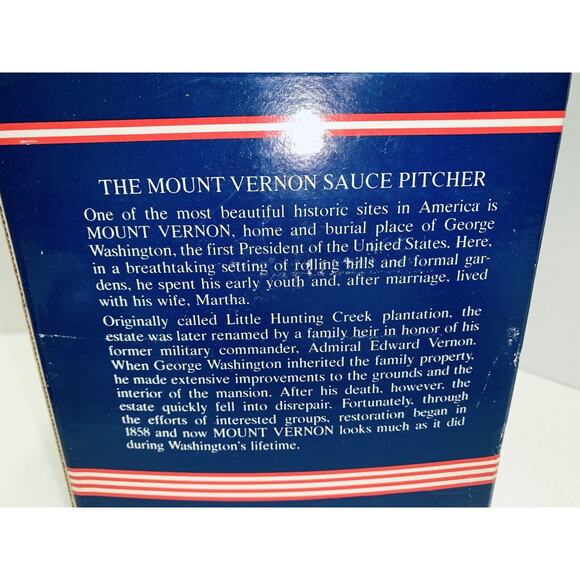 THE MOUNT VERNON SAUCE PITCHER
One of the most beautiful historic sites in America is
MOUNT VERNON, home and burial place of George
Washington, the first President of the United States. Here,
in a breathtaking setting of rolling hills and formal gar-
dens, he spent his early youth and, after marriage, lived
with his wife, Martha.
Originally called Little Hunting Creek plantation, the
estate was later renamed by a family heir in honor of his
former military commander, Admiral Edward Vernon.
When George Washington inherited the family property,
he made extensive improvements to the grounds and the
interior of the mansion. After his death, however, the
estate quickly fell into disrepair. Fortunately, through
the efforts of interested groups, restoration began in
1858 and now MOUNT VERNON looks much as it did
during Washington's lifetime.